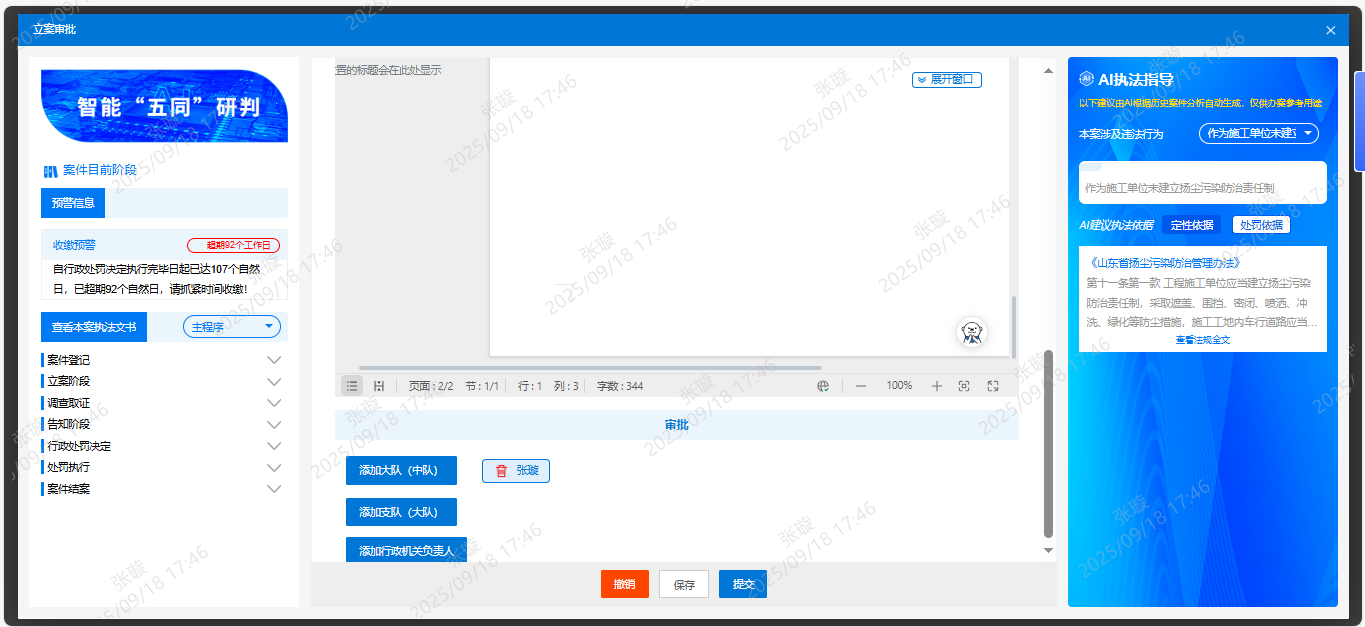 立案审批
智能“五同”研判
案件目前阶段
预警信息
收缴预警
超期92个工作日
自行政处罚决定执行完毕日起已达107个自然
日，已超期92个自然日，请抓紧时间收缴！
查看本案执法文书
主程序
案件登记
立案阶段
调查取证
告知阶段
行政处罚决定
处罚执行
案件结案
置的标题会在此处显示
展开窗口
页面：2/2 节：1/1 行：1 列：3 字数：344
100%
审批
添加大队（中队）
张璇
添加支队（大队）
添加行政机关负责人
撤销
保存
提交
AI执法指导
以下建议由AI根据历史案件分析自动生成，仅供办案参考用途
本案涉及违法行为
作为施工单位未建立
作为施工单位未建立扬尘污染防治责任制
AI建议执法依据
定性依据
处罚依据
《山东省扬尘污染防治管理办法》
第十一条第一款 工程施工单位应当建立扬尘污染
防治责任制，采取遮盖、围挡、密闭、喷洒、冲
洗、绿化等防尘措施，施工工地内车行道路应当...
查看法规全文
张璇
2025/09/18 17:46